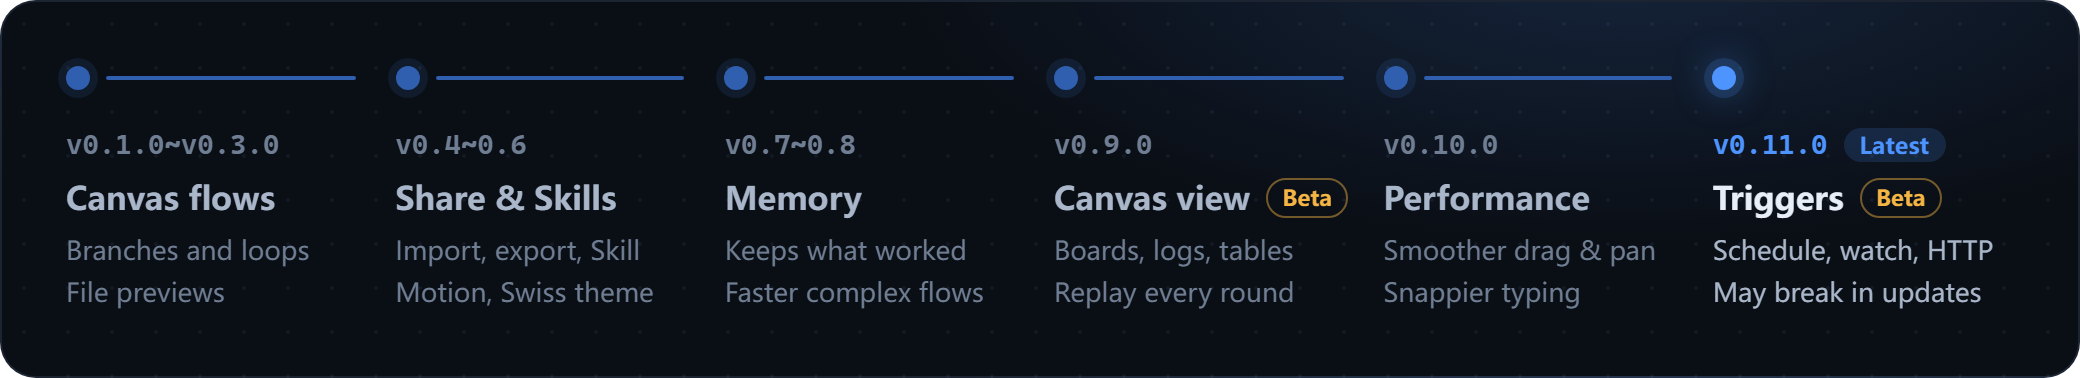 v0.1.0~v0.3.0
Canvas flows
Branches and loops
File previews
v0.4~0.6
Share & Skills
Import, export, Skill
Motion, Swiss theme
v0.7~0.8
Memory
Keeps what worked
Faster complex flows
v0.9.0
Canvas view Beta
Boards, logs, tables
Replay every round
v0.10.0
Performance
Smoother drag & pan
Snappier typing
v0.11.0 Latest
Triggers Beta
Schedule, watch, HTTP
May break in updates